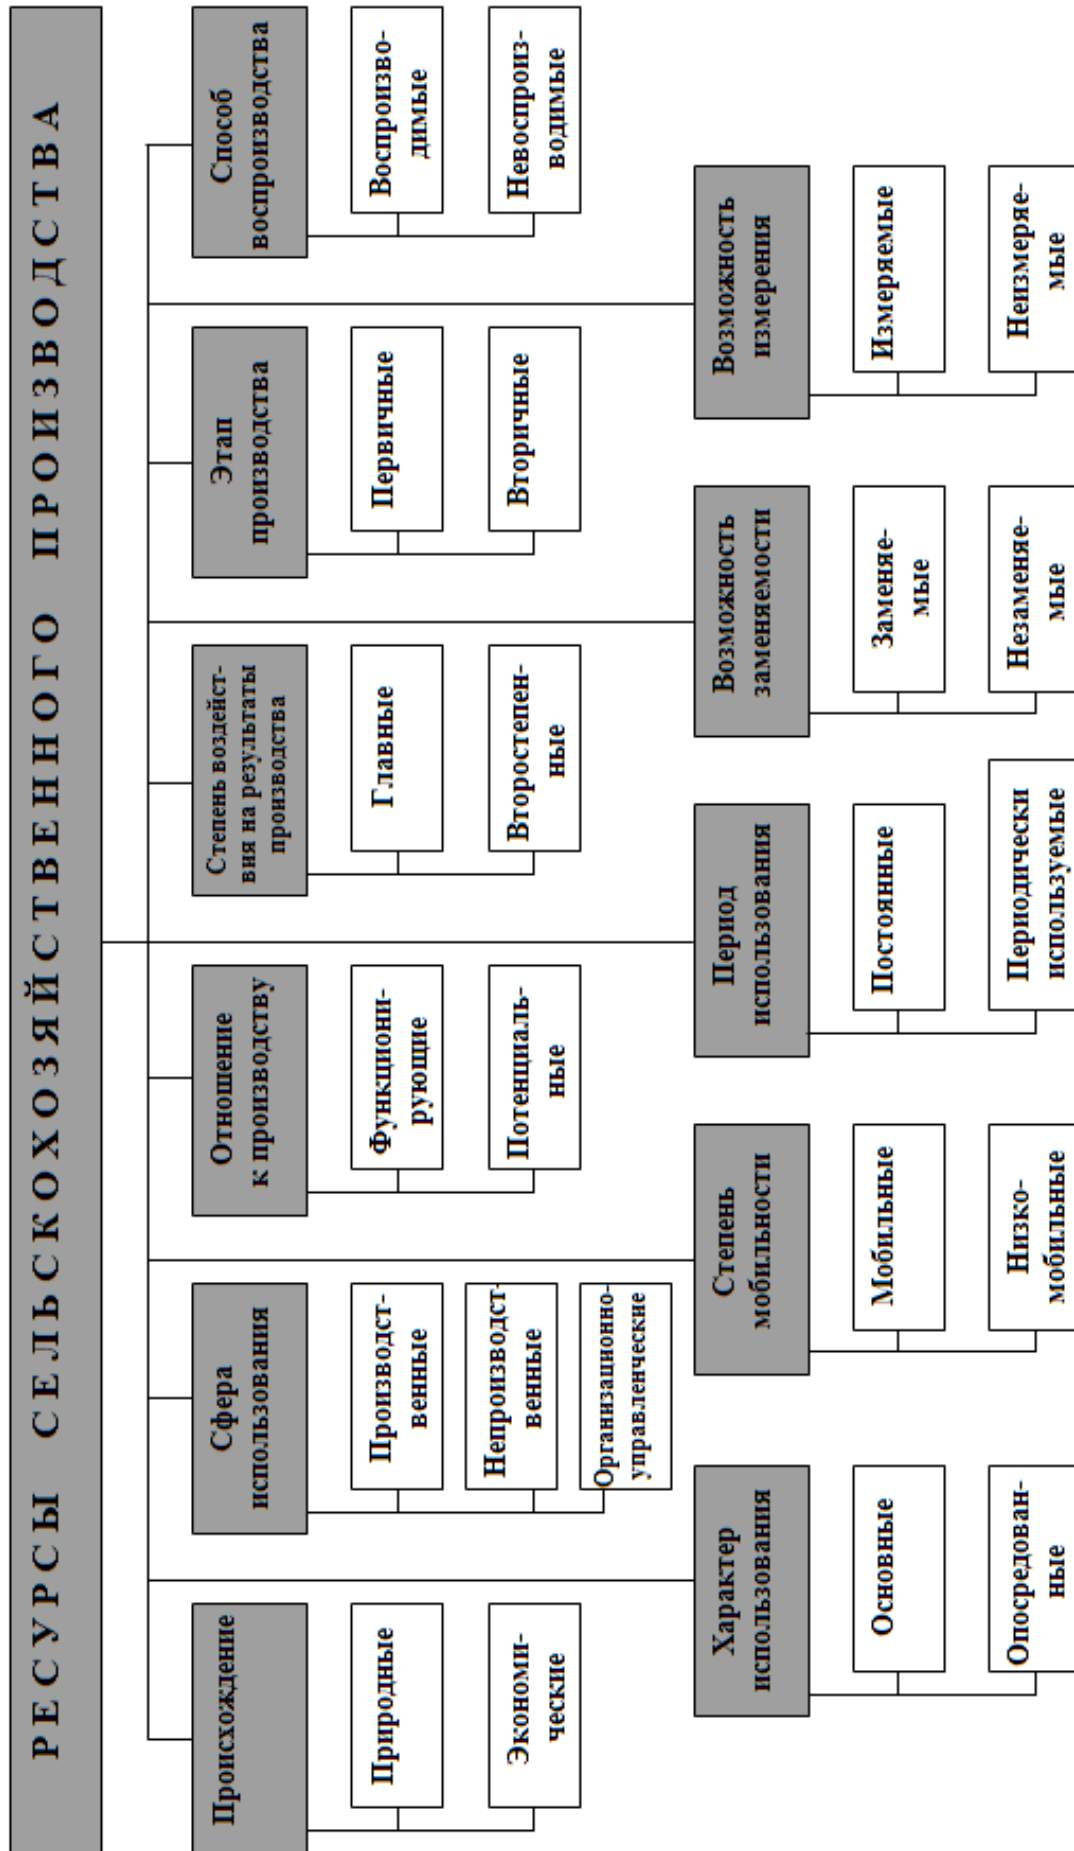 РЕСУРСЫ СЕЛЬСКОХОЗЯЙСТВЕННОГО ПРОИЗВОДСТВА
Происхождение
Природные
Экономи-
ческие
Сфера
использования
Производст-
венные
Непроизводст-
венные
Организационно-
управленческие
Отношение
к производству
Функциони-
рующие
Потенциаль-
ные
Степень воздейст-
вия на результаты
производства
Главные
Второстепен-
ные
Этап
производства
Первичные
Вторичные
Способ
воспроизводства
Воспроизво-
димые
Невоспроиз-
водимые
Характер
использования
Основные
Опосредован-
ные
Степень
мобильности
Мобильные
Низко-
мобильные
Период
использования
Постоянные
Периодически
используемые
Возможность
заменяемости
Заменяе-
мые
Незаменяе-
мые
Возможность
измерения
Измеряемые
Неизмеряе-
мые